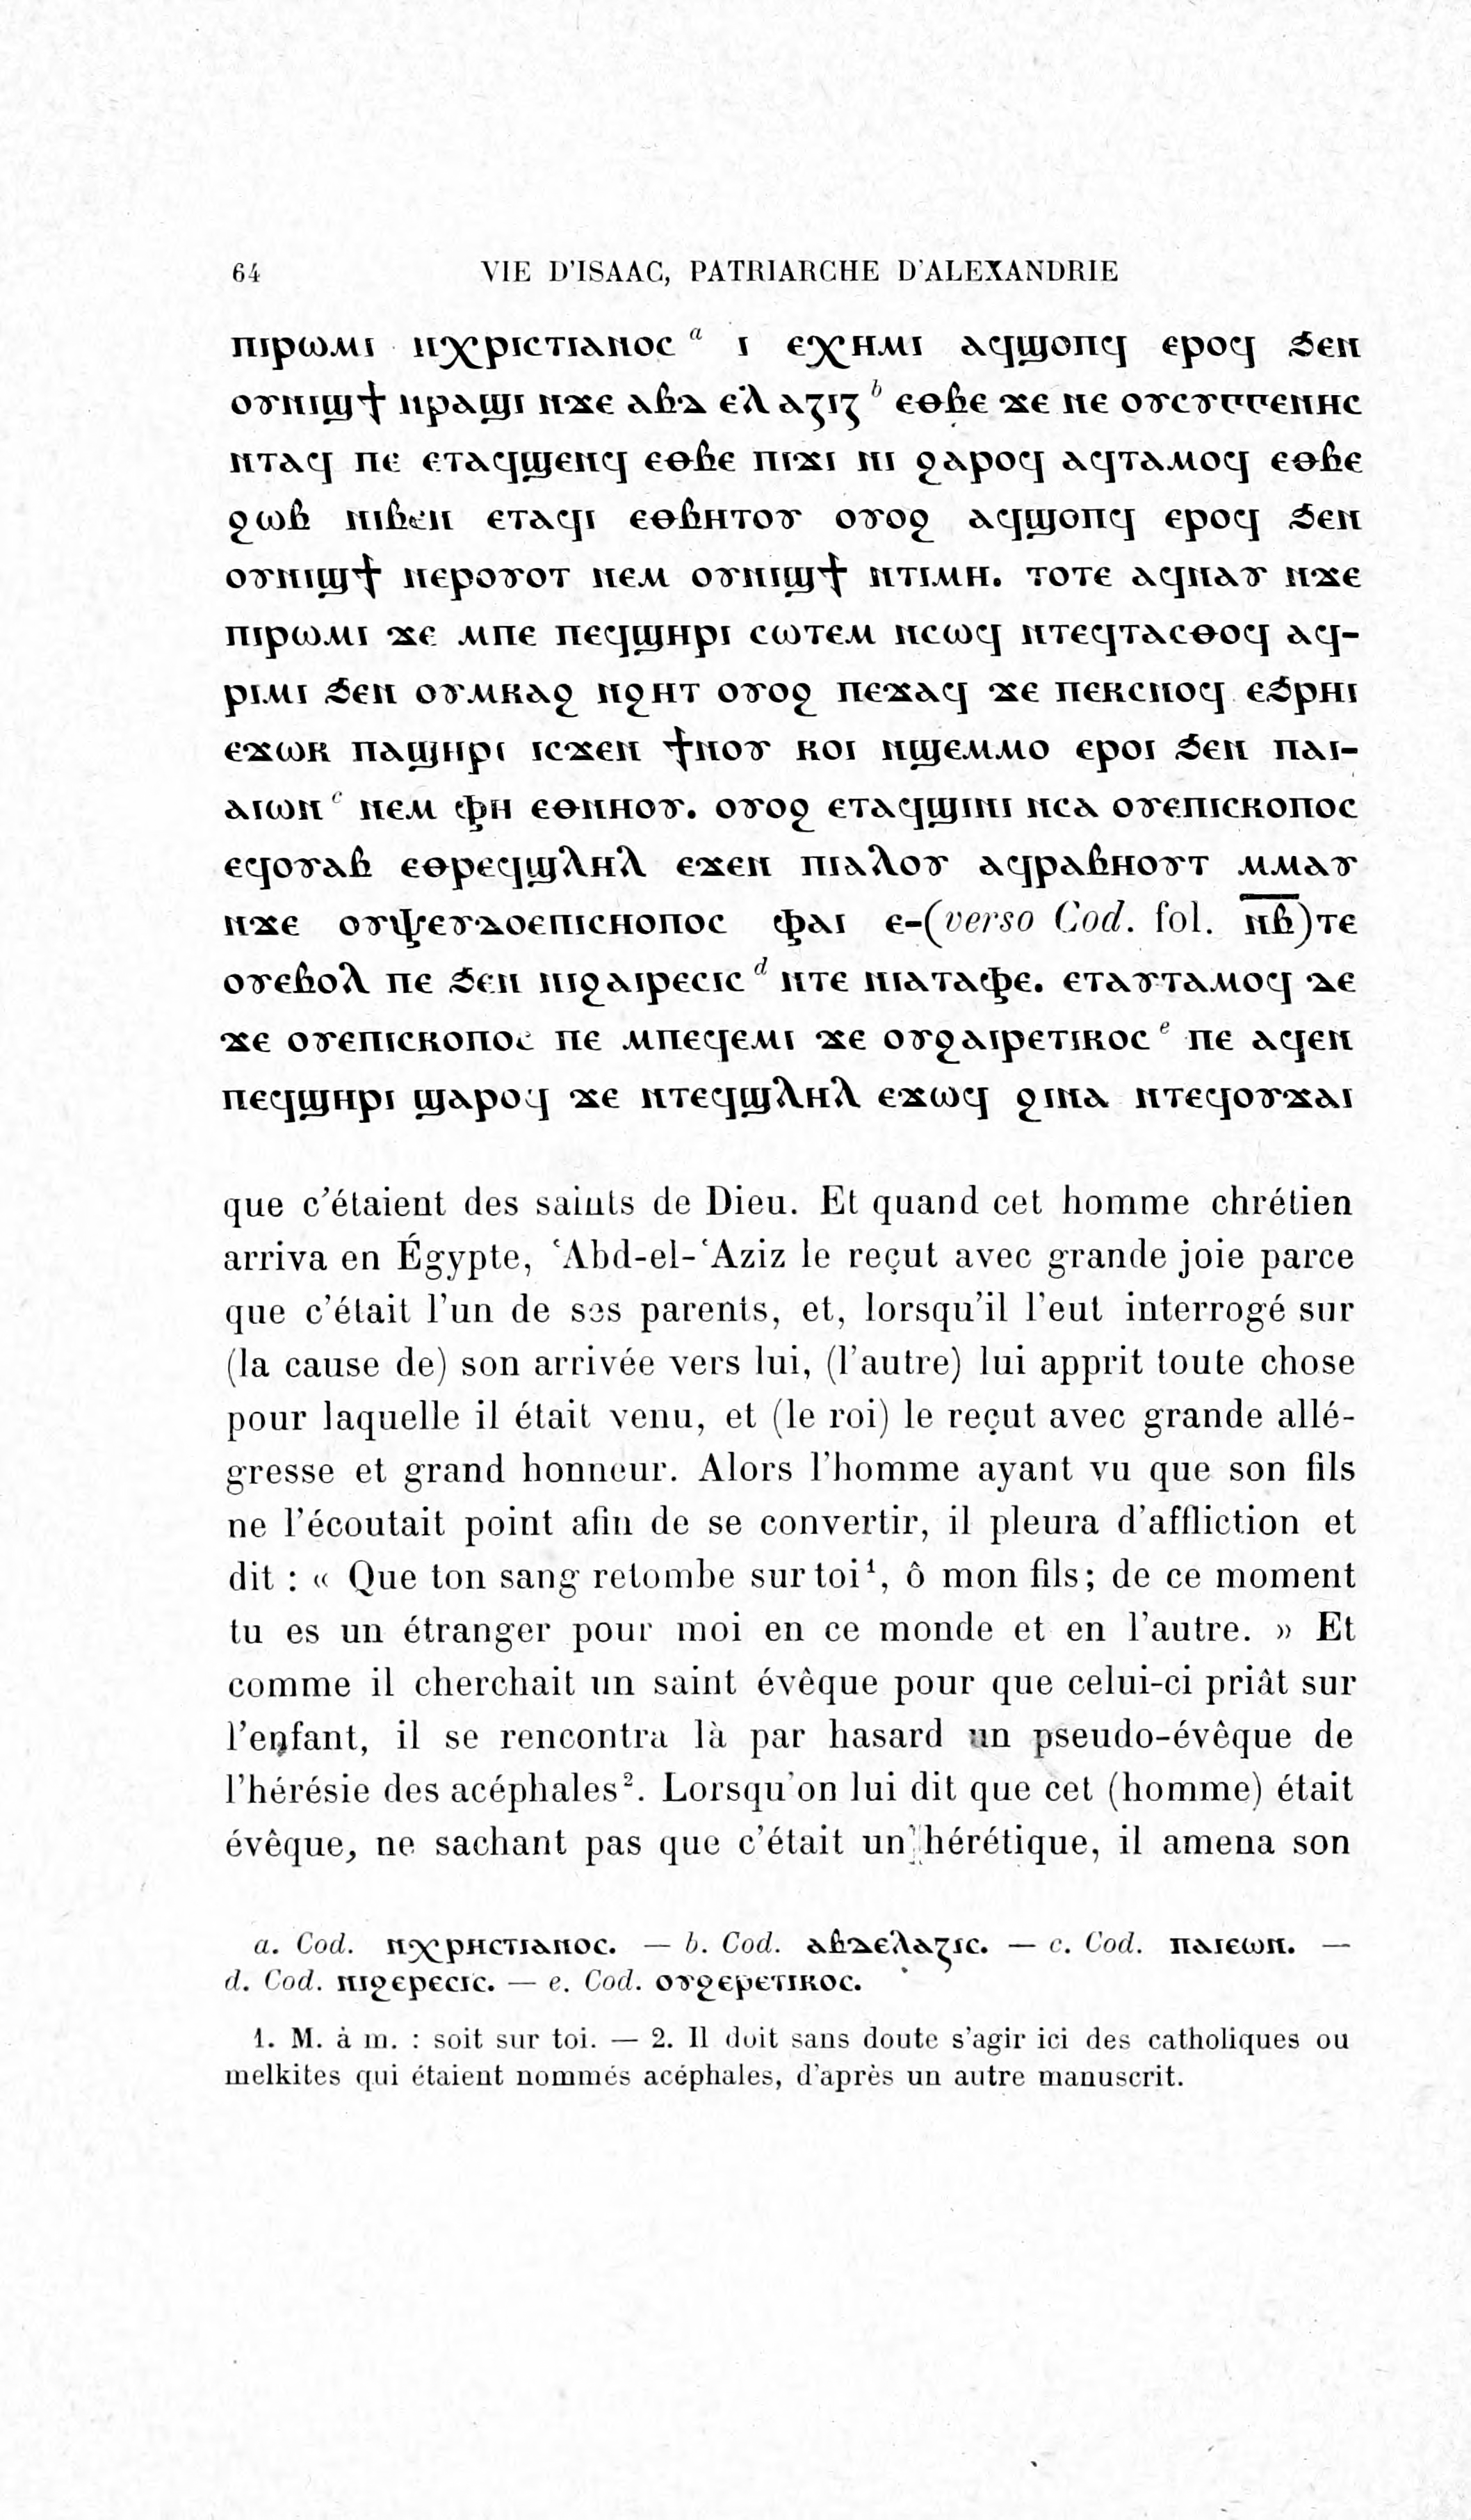 64 VIE D'ISAAC, PATRIARCHE D'ALEXANDRIE
ⲡⲓⲣⲱⲙⲓ ⲛⲭⲣⲓⲥⲧⲓⲁⲛⲟⲥ a ⲓ ⲉⲭⲏⲙⲓ ⲁϥϣⲟⲡϥ ⲉⲣⲟϥ ϧⲉⲛ
ⲟⲩⲛⲓϣϯ ⲛⲣⲁϣⲓ ⲛϫⲉ ⲁⲃⲇ ⲉⲗ ⲁⲍⲓⲍ b ⲉⲑⲃⲉ ϫⲉ ⲛⲉ ⲟⲩⲥⲩⲅⲅⲉⲛⲏⲥ
ⲛⲧⲁϥ ⲡⲉ ⲉⲧⲁϥϣⲉⲛϥ ⲉⲑⲃⲉ ⲡⲓϫⲓ ⲛⲓ ϩⲁⲣⲟϥ ⲁϥⲧⲁⲙⲟϥ ⲉⲑⲃⲉ
ϩⲱⲃ ⲛⲓⲃⲉⲛ ⲉⲧⲁϥⲓ ⲉⲑⲃⲏⲧⲟⲩ ⲟⲩⲟϩ ⲁϥϣⲟⲡϥ ⲉⲣⲟϥ ϧⲉⲛ
ⲟⲩⲛⲓϣϯ ⲛⲉⲣⲟⲩⲟⲧ ⲛⲉⲙ ⲟⲩⲛⲓϣϯ ⲛⲧⲓⲙⲏ. ⲧⲟⲧⲉ ⲁϥⲛⲁⲩ ⲛϫⲉ
ⲡⲓⲣⲱⲙⲓ ϫⲉ ⲙⲡⲉ ⲡⲉϥϣⲏⲣⲓ ⲥⲱⲧⲉⲙ ⲛⲥⲱϥ ⲛⲧⲉϥⲧⲁⲥⲑⲟϥ ⲁϥ-
ⲣⲓⲙⲓ ϧⲉⲛ ⲟⲩⲙⲕⲁϩ ⲛϩⲏⲧ ⲟⲩⲟϩ ⲡⲉϫⲁϥ ϫⲉ ⲡⲉⲕⲥⲛⲟϥ ⲉϧⲣⲏⲓ
ⲉϫⲱⲕ ⲡⲁϣⲏⲣⲓ ⲓⲥϫⲉⲛ ϯⲛⲟⲩ ⲕⲟⲓ ⲛϣⲉⲙⲙⲟ ⲉⲣⲟⲓ ϧⲉⲛ ⲡⲁⲓ-
ⲁⲓⲱⲛ c ⲛⲉⲙ ⲫⲏ ⲉⲑⲛⲏⲟⲩ. ⲟⲩⲟϩ ⲉⲧⲁϥϣⲓⲛⲓ ⲛⲥⲁ ⲟⲩⲉⲡⲓⲥⲕⲟⲡⲟⲥ
ⲉϥⲟⲩⲁⲃ ⲉⲑⲣⲉϥϣⲗⲏⲗ ⲉϫⲉⲛ ⲡⲓⲁⲗⲟⲩ ⲁϥⲣⲁⲃⲏⲟⲩⲧ ⲙⲙⲁⲩ
ⲛϫⲉ ⲟⲩⲯⲉⲩⲇⲟⲉⲡⲓⲥⲏⲟⲡⲟⲥ ⲫⲁⲓ ⲉ-(verso Cod. fol. ⲛ̅ⲃ̅)ⲧⲉ
ⲟⲩⲉⲃⲟⲗ ⲡⲉ ϧⲉⲛ ⲛⲓϩⲁⲓⲣⲉⲥⲓⲥ d ⲛⲧⲉ ⲛⲓⲁⲧⲁⲫⲉ. ⲉⲧⲁⲩⲧⲁⲙⲟϥ ⲇⲉ
ϫⲉ ⲟⲩⲉⲡⲓⲥⲕⲟⲡⲟⲥ ⲡⲉ ⲙⲡⲉϥⲉⲙⲓ ϫⲉ ⲟⲩϩⲁⲓⲣⲉⲧⲓⲕⲟⲥ e ⲡⲉ ⲁϥⲉⲛ
ⲡⲉϥϣⲏⲣⲓ ϣⲁⲣⲟϥ ϫⲉ ⲛⲧⲉϥϣⲗⲏⲗ ⲉϫⲱϥ ϩⲓⲛⲁ ⲛⲧⲉϥⲟⲩϫⲁⲓ
que c'étaient des saints de Dieu. Et quand cet homme chrétien
arriva en Égypte, ʿAbd-el-ʿAziz le reçut avec grande joie parce
que c'était l'un de ses parents, et, lorsqu'il l'eut interrogé sur
(la cause de) son arrivée vers lui, (l'autre) lui apprit toute chose
pour laquelle il était venu, et (le roi) le reçut avec grande allé-
gresse et grand honneur. Alors l'homme ayant vu que son fils
ne l'écoutait point afin de se convertir, il pleura d'affliction et
dit : « Que ton sang retombe sur toi¹, ô mon fils; de ce moment
tu es un étranger pour moi en ce monde et en l'autre. » Et
comme il cherchait un saint évêque pour que celui-ci priât sur
l'enfant, il se rencontra là par hasard un pseudo-évêque de
l'hérésie des acéphales². Lorsqu'on lui dit que cet (homme) était
évêque, ne sachant pas que c'était un hérétique, il amena son
a. Cod. ⲛⲭⲣⲏⲥⲧⲓⲁⲛⲟⲥ. — b. Cod. ⲁⲃⲇⲉⲗⲁⲍⲓⲥ. — c. Cod. ⲡⲁⲓⲉⲱⲛ. —
d. Cod. ⲛⲓϩⲉⲣⲉⲥⲓⲥ. — e. Cod. ⲟⲩϩⲉⲣⲉⲧⲓⲕⲟⲥ.
1. M. à m. : soit sur toi. — 2. Il doit sans doute s'agir ici des catholiques ou
melkites qui étaient nommés acéphales, d'après un autre manuscrit.